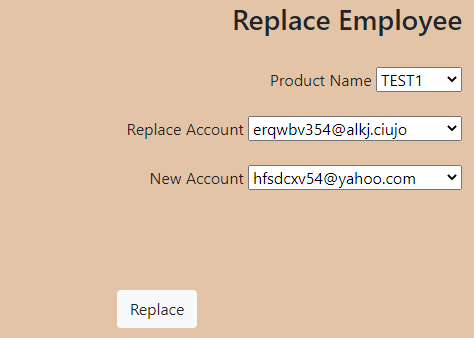 Replace Employee
Product Name TEST1
Replace Account erqwbv354@alkj.ciujo
New Account hfsdcxv54@yahoo.com
Replace